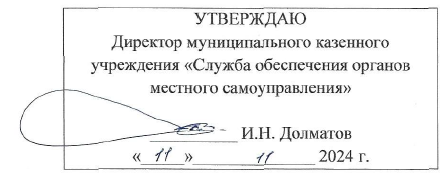 УТВЕРЖДАЮ
Директор муниципального казенного
учреждения «Служба обеспечения органов
местного самоуправления»
И.Н. Долматов
« 11 » 11 2024 г.